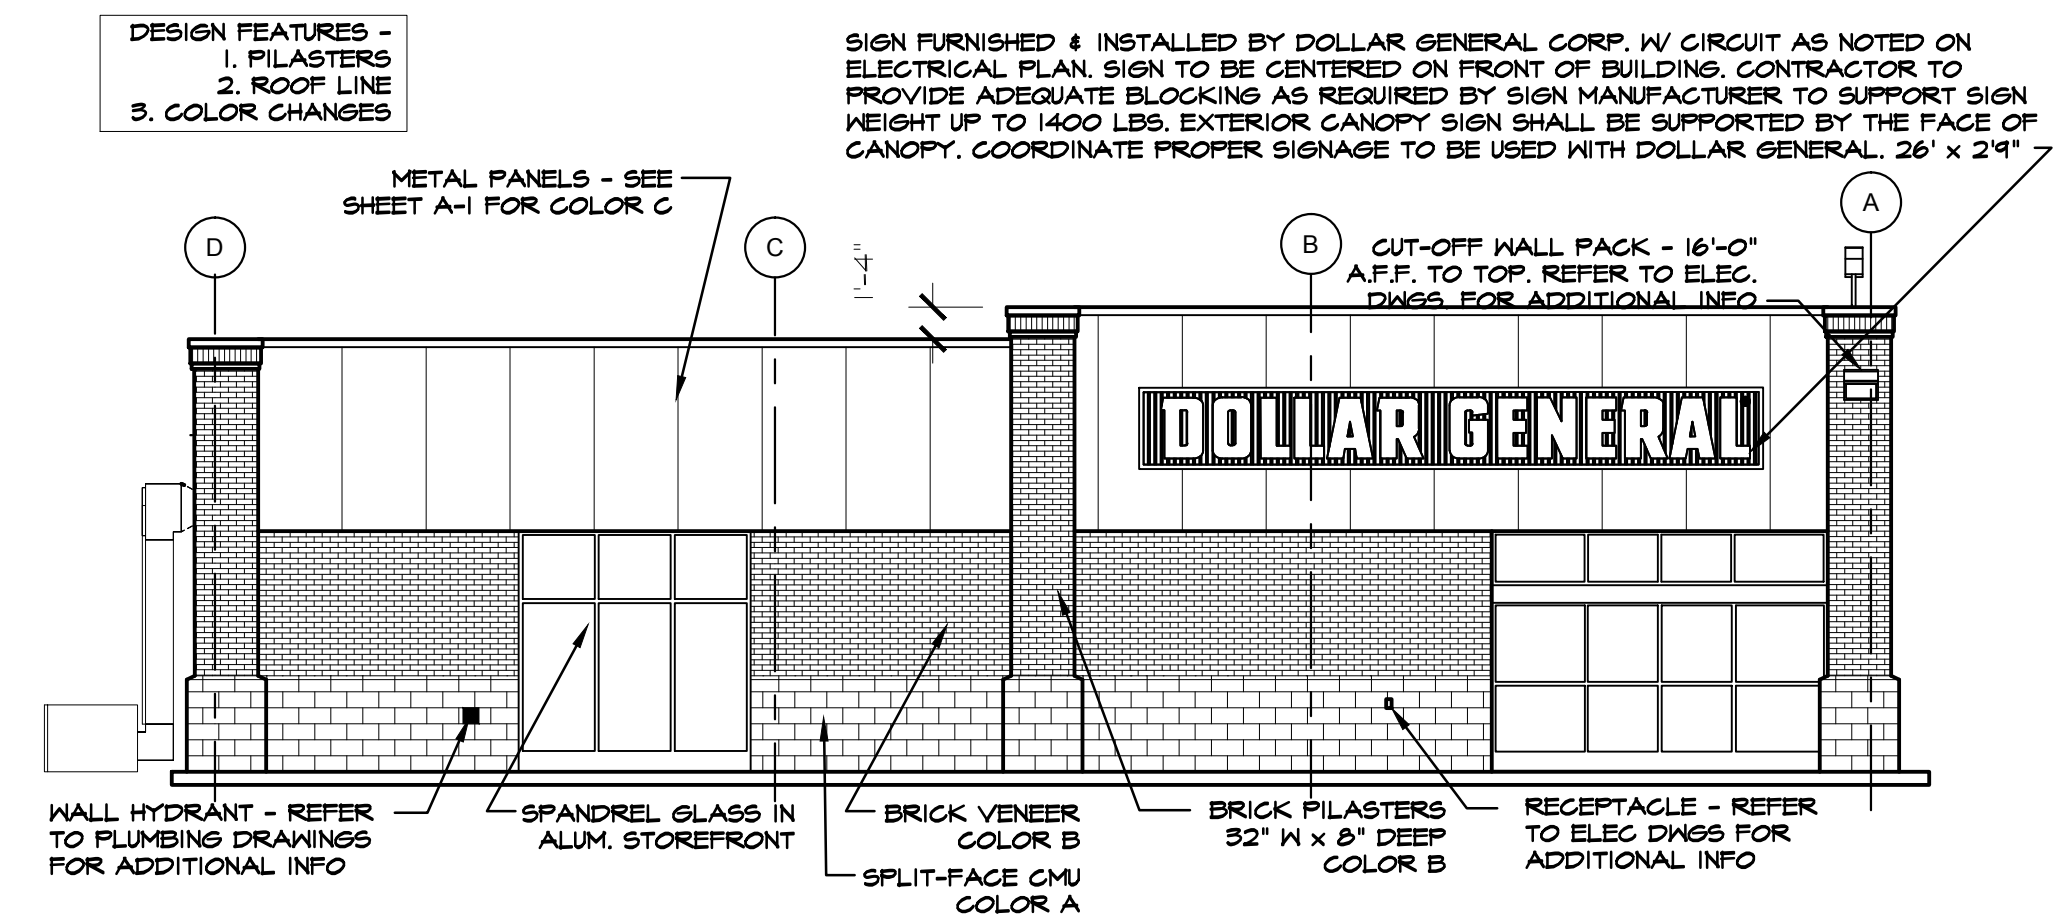 DESIGN FEATURES -
1. PILASTERS
2. ROOF LINE
3. COLOR CHANGES
SIGN FURNISHED & INSTALLED BY DOLLAR GENERAL CORP. W/ CIRCUIT AS NOTED ON
ELECTRICAL PLAN. SIGN TO BE CENTERED ON FRONT OF BUILDING. CONTRACTOR TO
PROVIDE ADEQUATE BLOCKING AS REQUIRED BY SIGN MANUFACTURER TO SUPPORT SIGN
WEIGHT UP TO 1400 LBS. EXTERIOR CANOPY SIGN SHALL BE SUPPORTED BY THE FACE OF
CANOPY. COORDINATE PROPER SIGNAGE TO BE USED WITH DOLLAR GENERAL. 26' x 2'9"
METAL PANELS - SEE
SHEET A-1 FOR COLOR C
D
C
B
A
CUT-OFF WALL PACK - 16'-0"
A.F.F. TO TOP. REFER TO ELEC.
DWGS. FOR ADDITIONAL INFO
1'-4"
DOLLAR GENERAL
WALL HYDRANT - REFER
TO PLUMBING DRAWINGS
FOR ADDITIONAL INFO
SPANDREL GLASS IN
ALUM. STOREFRONT
BRICK VENEER
COLOR B
SPLIT-FACE CMU
COLOR A
BRICK PILASTERS
32" W x 8" DEEP
COLOR B
RECEPTACLE - REFER
TO ELEC DWGS FOR
ADDITIONAL INFO